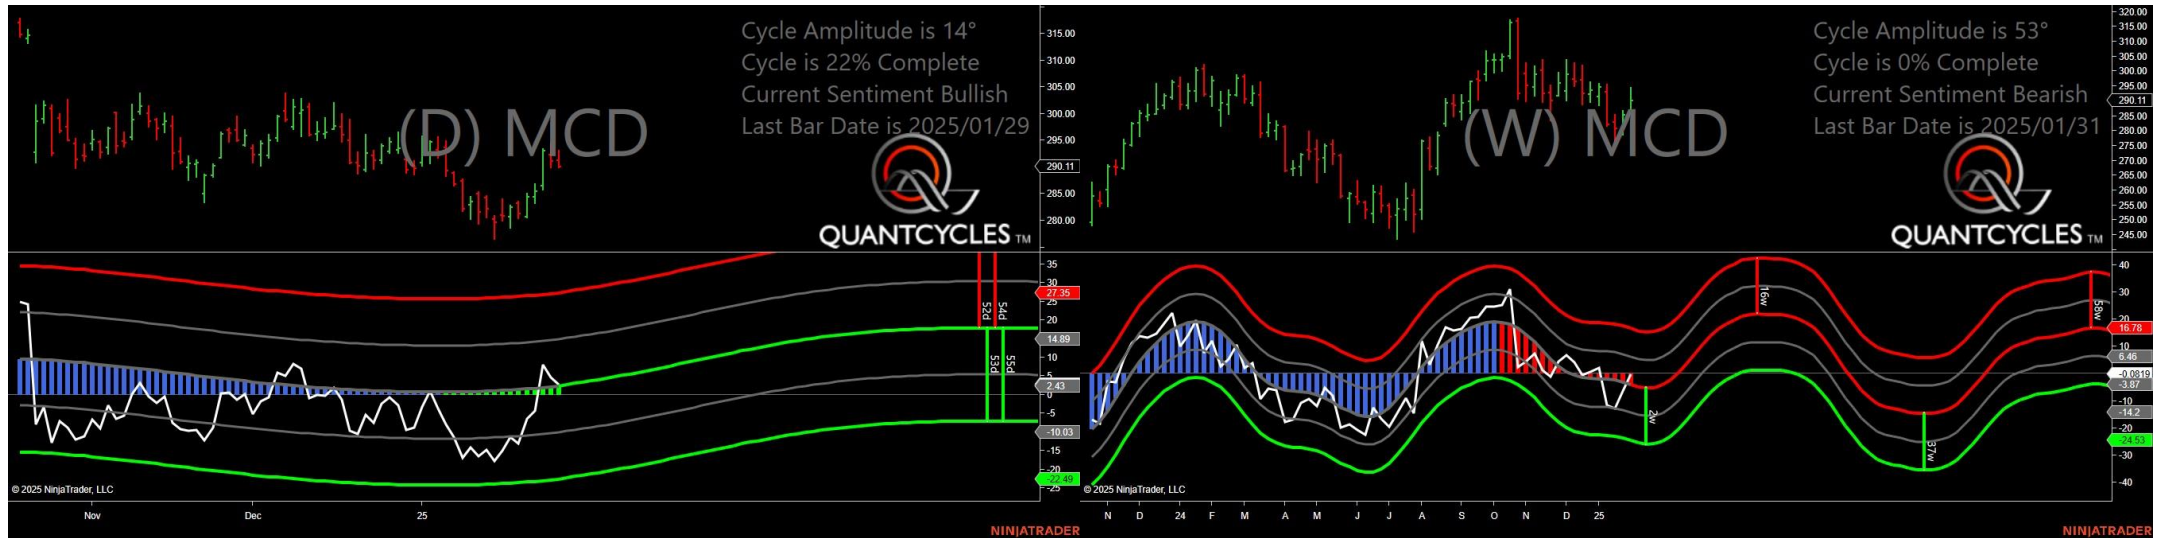 Cycle Amplitude is 14°
Cycle is 22% Complete
Current Sentiment Bullish
Last Bar Date is 2025/01/29
(D) MCD
QUANTCYCLES TM
315.00
310.00
305.00
300.00
295.00
290.11
285.00
280.00
35
30
27.35
25
20
14.89
10
5
2.43
0
-5
-10.03
-15
-20
-22.49
-25
52d
54d
53d
55d
© 2025 NinjaTrader, LLC
Nov
Dec
25
NINJATRADER
Cycle Amplitude is 53°
Cycle is 0% Complete
Current Sentiment Bearish
Last Bar Date is 2025/01/31
(W) MCD
QUANTCYCLES TM
320.00
315.00
310.00
305.00
300.00
295.00
290.11
285.00
280.00
275.00
270.00
265.00
260.00
255.00
250.00
245.00
40
30
20
16.78
10
6.46
-0.0819
-3.87
-10
-14.2
-20
-24.53
-30
-40
16w
58w
2w
37w
© 2025 NinjaTrader, LLC
N D 24 F M A M J J A S O N D 25
NINJATRADER